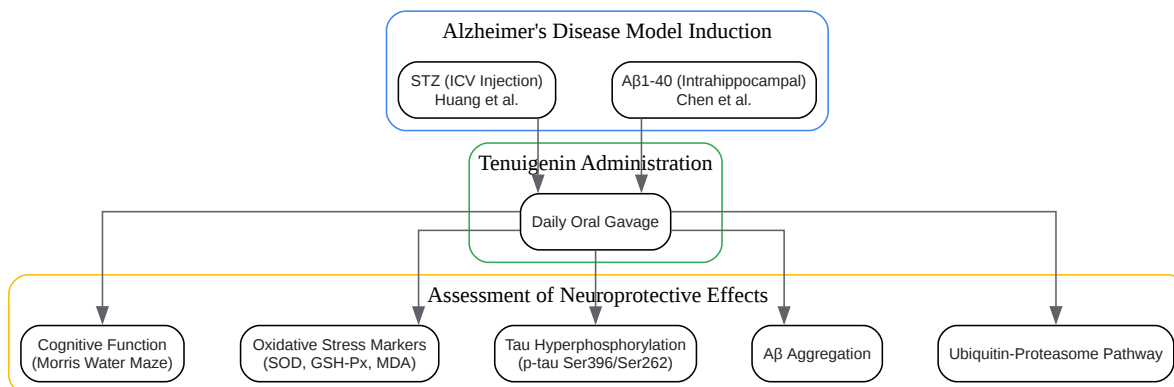 Alzheimer's Disease Model Induction
STZ (ICV Injection)
Huang et al.
Aβ1-40 (Intrahippocampal)
Chen et al.
Tenuigenin Administration
Daily Oral Gavage
Assessment of Neuroprotective Effects
Cognitive Function
(Morris Water Maze)
Oxidative Stress Markers
(SOD, GSH-Px, MDA)
Tau Hyperphosphorylation
(p-tau Ser396/Ser262)
Aβ Aggregation
Ubiquitin-Proteasome Pathway